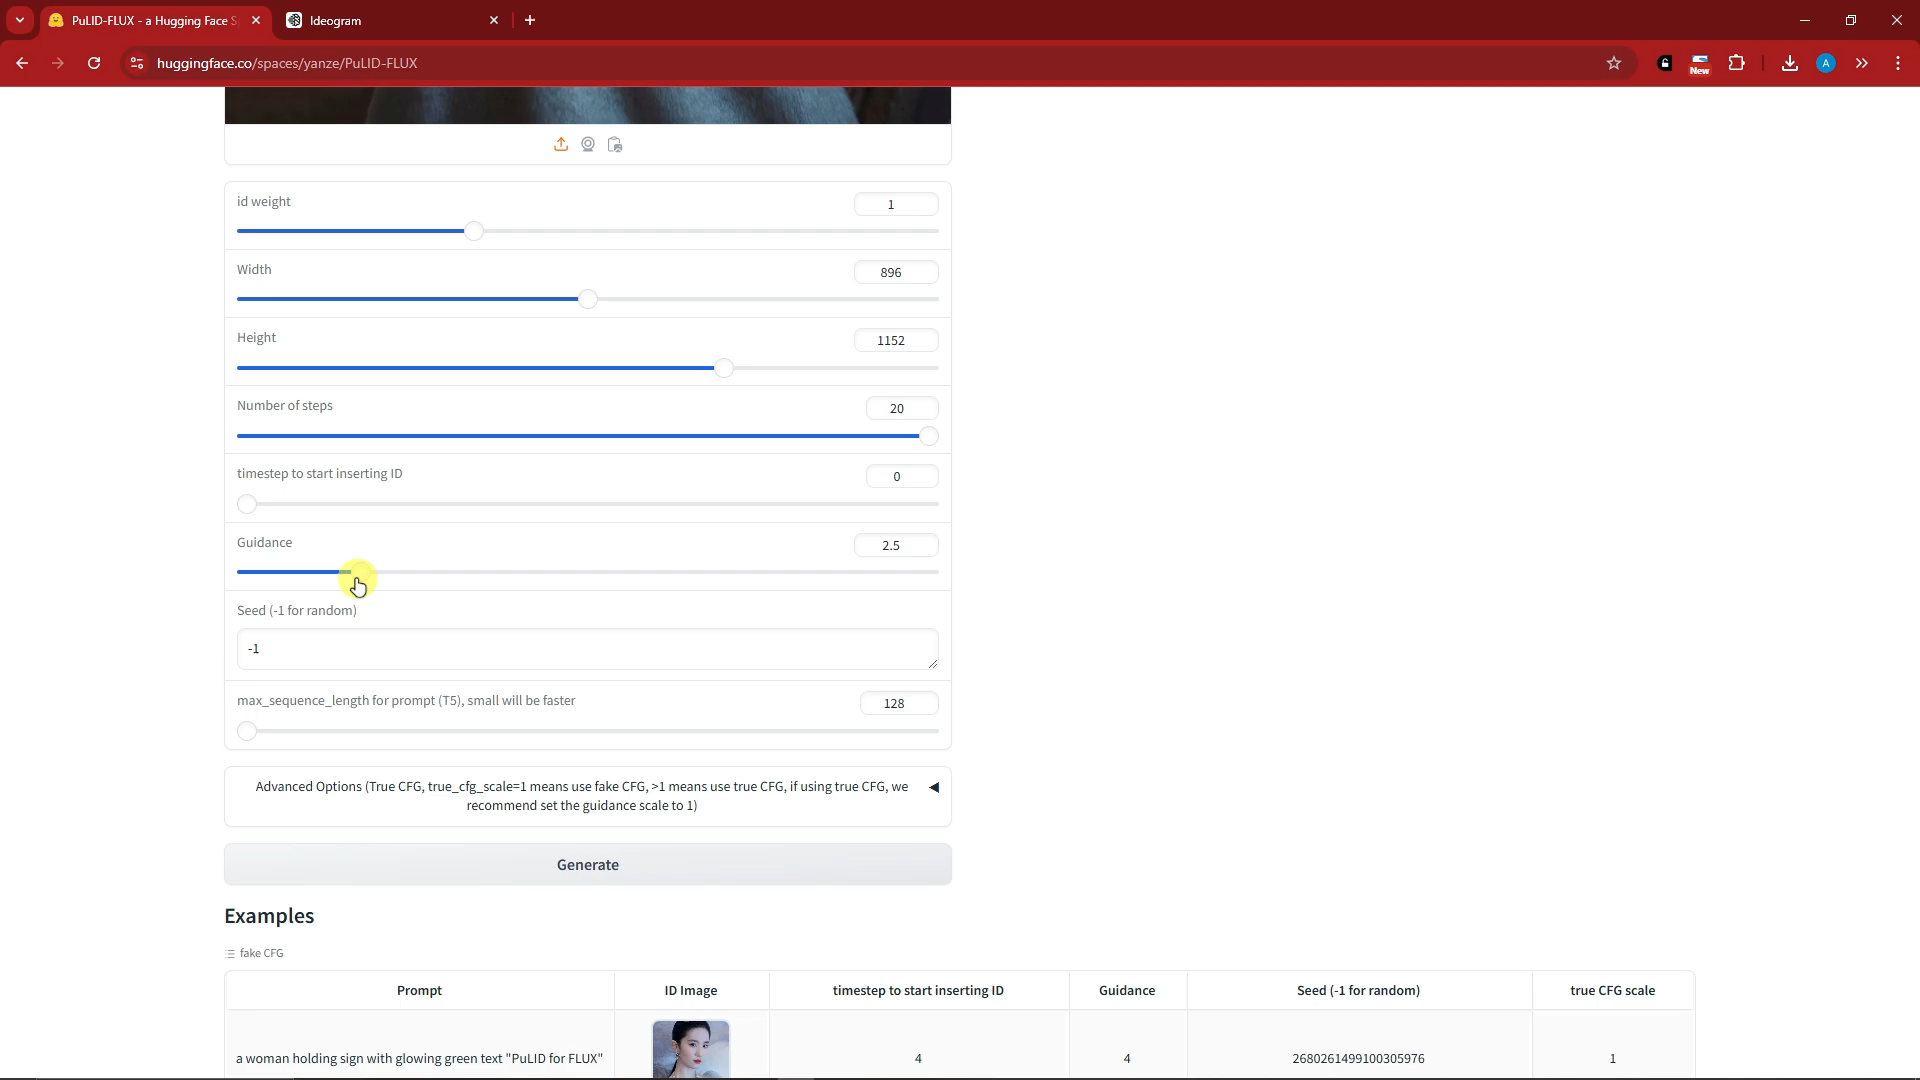 PuLID-FLUX - a Hugging Face S
Ideogram
huggingface.co/spaces/yanze/PuLID-FLUX
New
A
id weight
1
Width
896
Height
1152
Number of steps
20
timestep to start inserting ID
0
Guidance
2.5
Seed (-1 for random)
-1
max_sequence_length for prompt (T5), small will be faster
128
Advanced Options (True CFG, true_cfg_scale=1 means use fake CFG, >1 means use true CFG, if using true CFG, we
recommend set the guidance scale to 1)
Generate
Examples
fake CFG
Prompt ID Image timestep to start inserting ID Guidance Seed (-1 for random) true CFG scale
a woman holding sign with glowing green text "PuLID for FLUX" 4 4 2680261499100305976 1